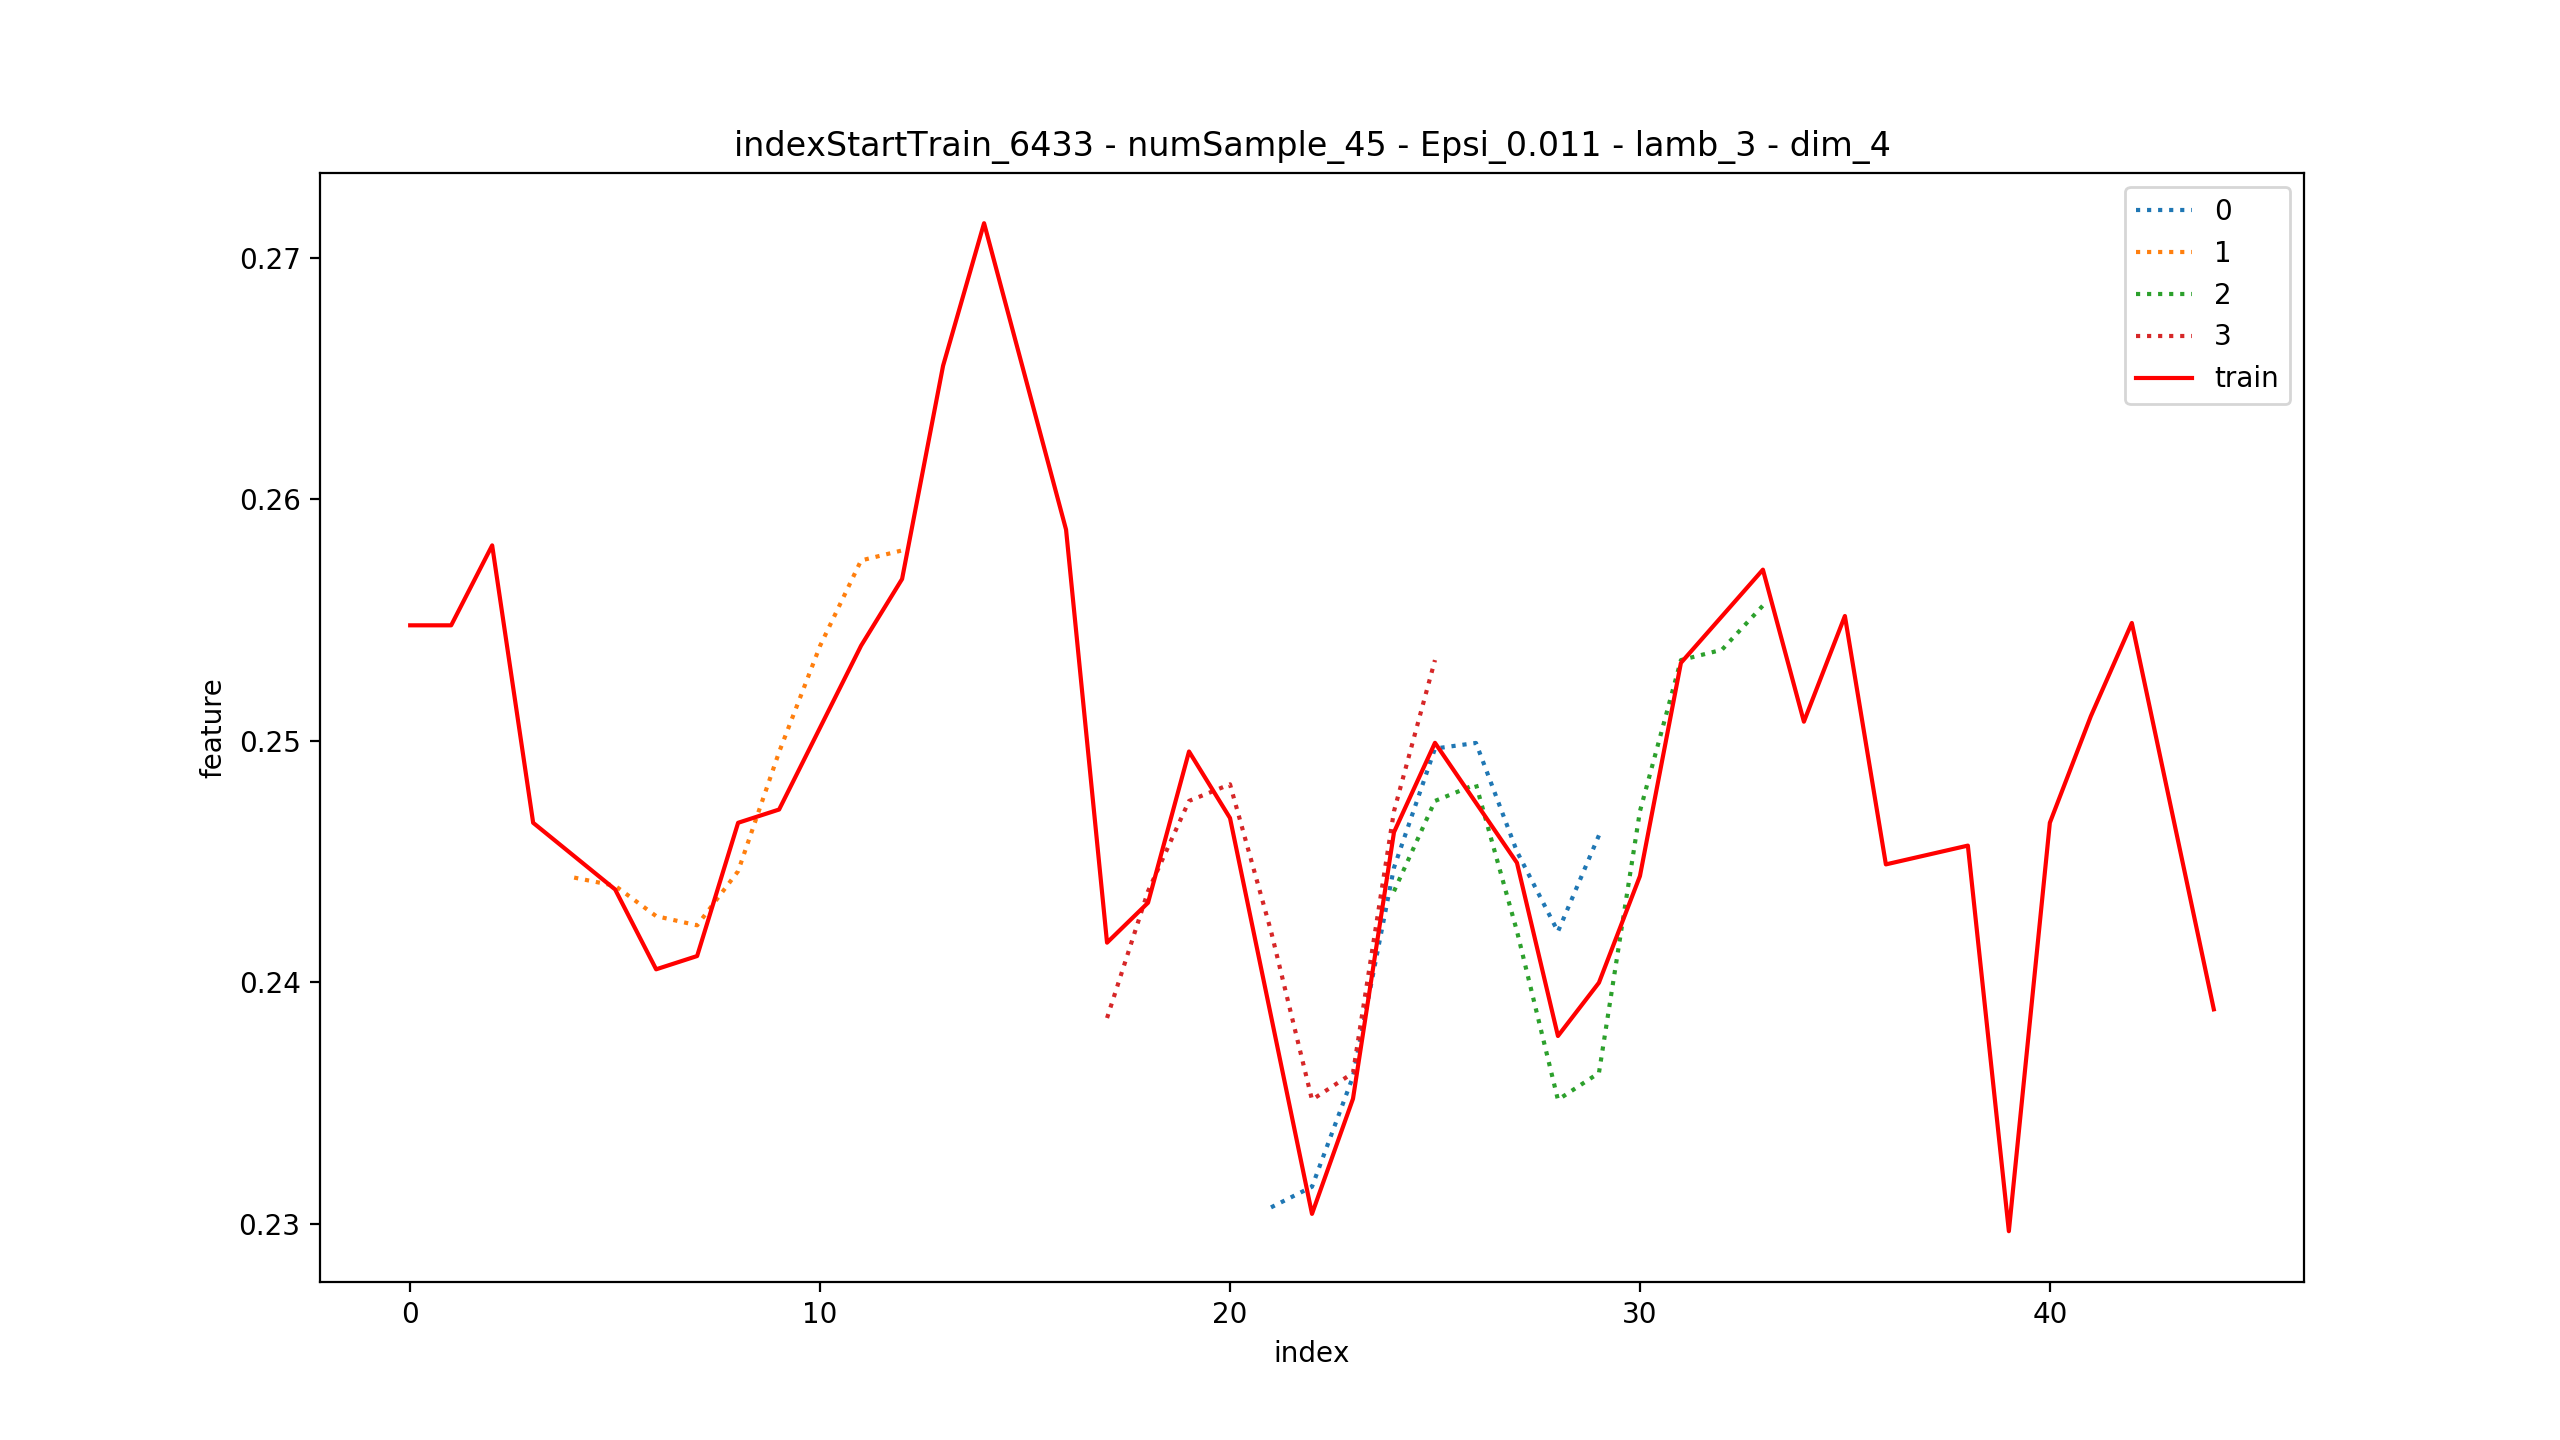 indexStartTrain_6433 - numSample_45 - Epsi_0.011 - lamb_3 - dim_4
0
1
2
3
train
0.27
0.26
0.25
0.24
0.23
feature
0 10 20 30 40
index